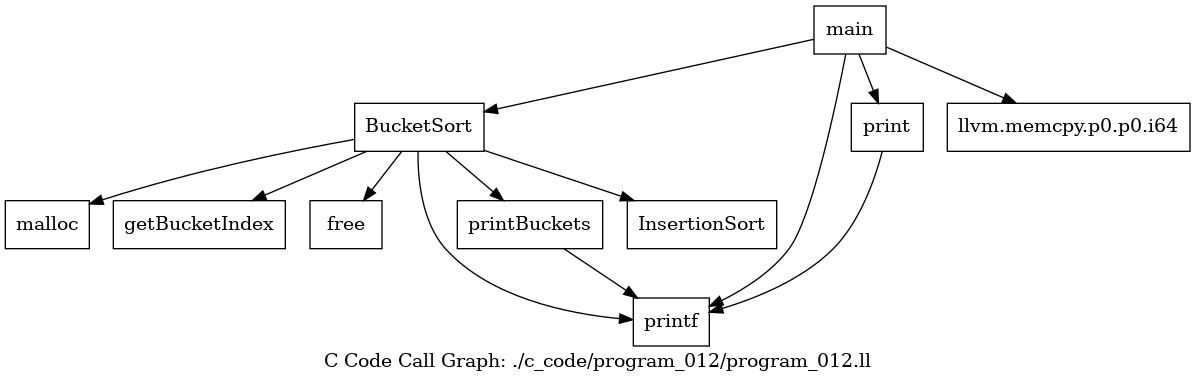 main
BucketSort
print
llvm.memcpy.p0.p0.i64
malloc
getBucketIndex
free
printBuckets
InsertionSort
printf
C Code Call Graph: ./c_code/program_012/program_012.ll